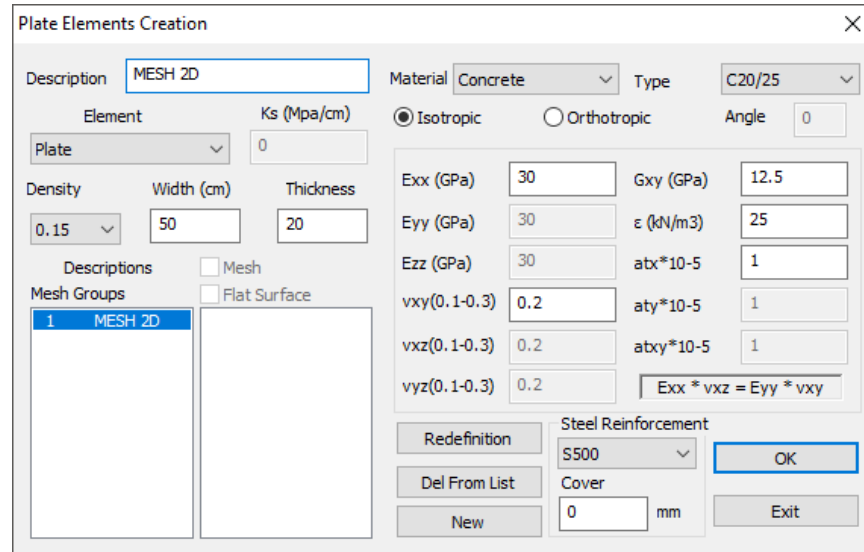 Plate Elements Creation
Description MESH 2D
Material Concrete Type C20/25
Element Ks (Mpa/cm)
Isotropic Orthotropic Angle 0
Plate 0
Density Width (cm) Thickness
0.15 50 20
Exx (GPa) 30 Gxy (GPa) 12.5
Eyy (GPa) 30 ε (kN/m3) 25
Ezz (GPa) 30 atx*10-5 1
vxy(0.1-0.3) 0.2 aty*10-5 1
vxz(0.1-0.3) 0.2 atxy*10-5 1
vyz(0.1-0.3) 0.2 Exx * vxz = Eyy * vxy
Descriptions Mesh
Mesh Groups Flat Surface
1 MESH 2D
Redefinition
Del From List
New
Steel Reinforcement
S500
Cover
0 mm
OK
Exit